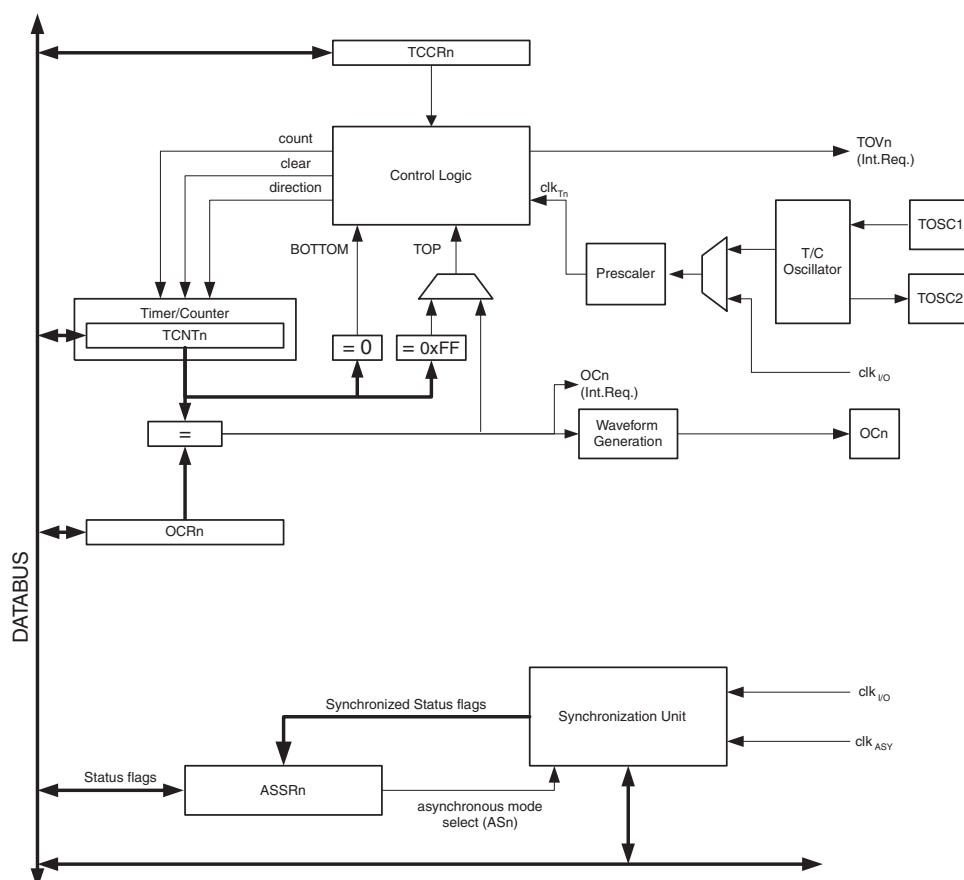 TCCRn
count
clear
direction
Control Logic
TOVn
(Int.Req.)
clkTn
BOTTOM
TOP
Prescaler
T/C
Oscillator
TOSC1
TOSC2
Timer/Counter
TCNTn
= 0
= 0xFF
OCn
(Int.Req.)
clkI/O
=
Waveform
Generation
OCn
OCRn
DATABUS
Synchronized Status flags
Synchronization Unit
clkI/O
clkASY
Status flags
ASSRn
asynchronous mode
select (ASn)